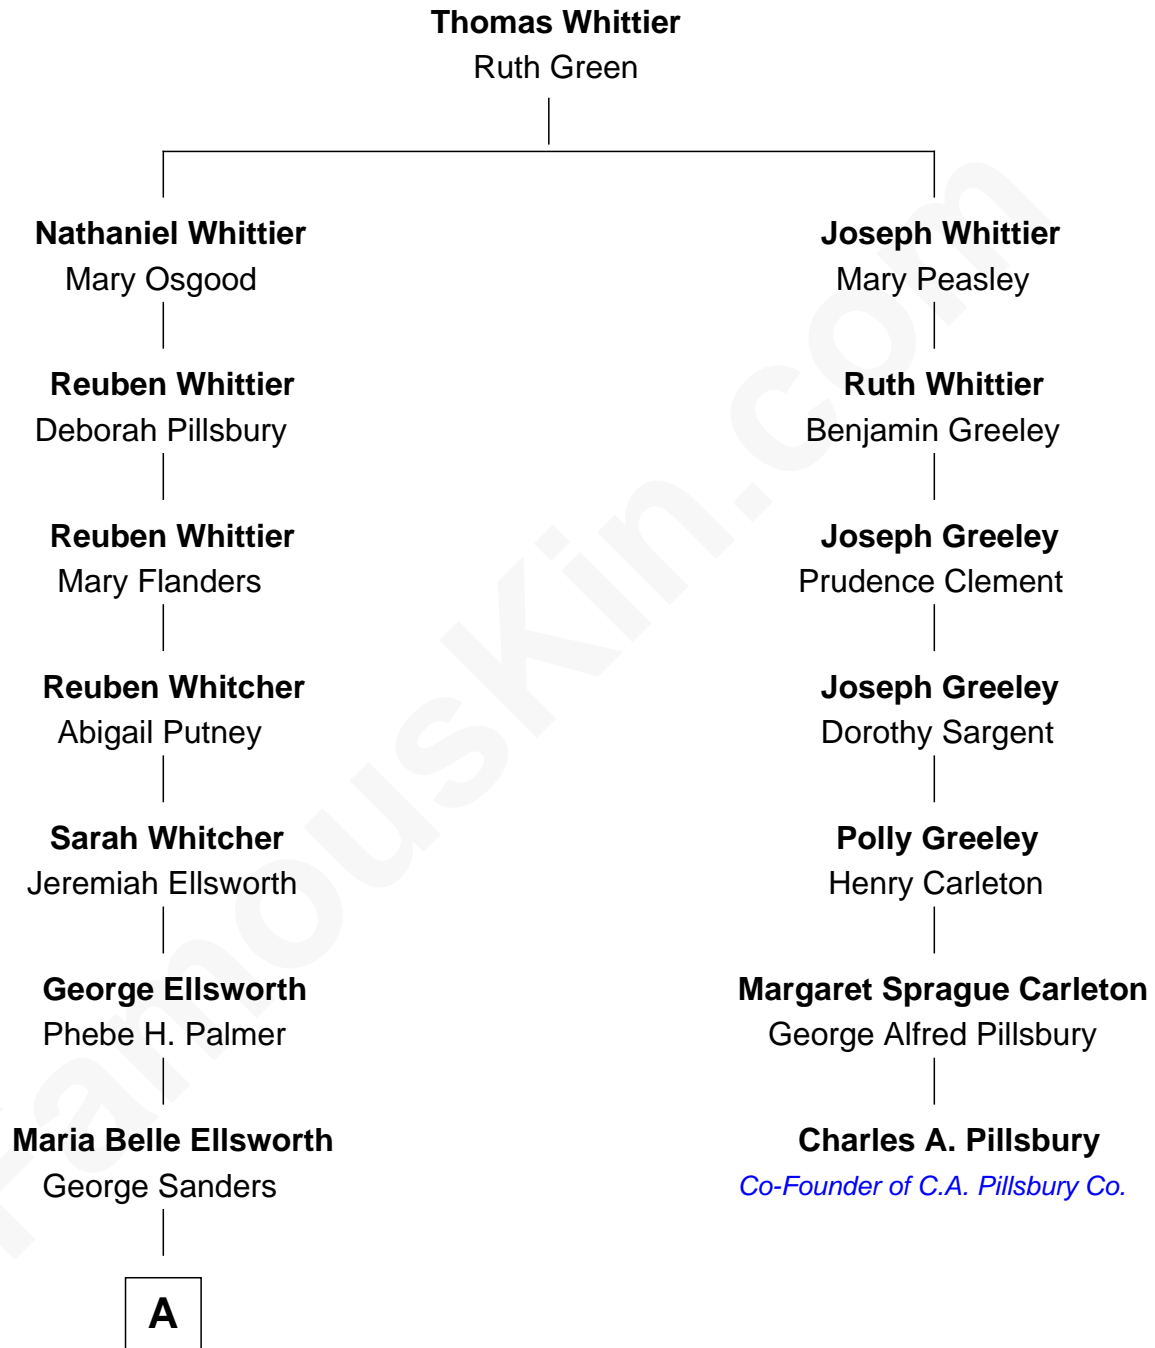 Thomas Whittier
Ruth Green
Nathaniel Whittier
Mary Osgood
Joseph Whittier
Mary Peasley
Reuben Whittier
Deborah Pillsbury
Ruth Whittier
Benjamin Greeley
Reuben Whittier
Mary Flanders
Joseph Greeley
Prudence Clement
Reuben Whitcher
Abigail Putney
Joseph Greeley
Dorothy Sargent
Sarah Whitcher
Jeremiah Ellsworth
Polly Greeley
Henry Carleton
George Ellsworth
Phebe H. Palmer
Margaret Sprague Carleton
George Alfred Pillsbury
Maria Belle Ellsworth
George Sanders
Charles A. Pillsbury
Co-Founder of C.A. Pillsbury Co.
A
FamousKin.com